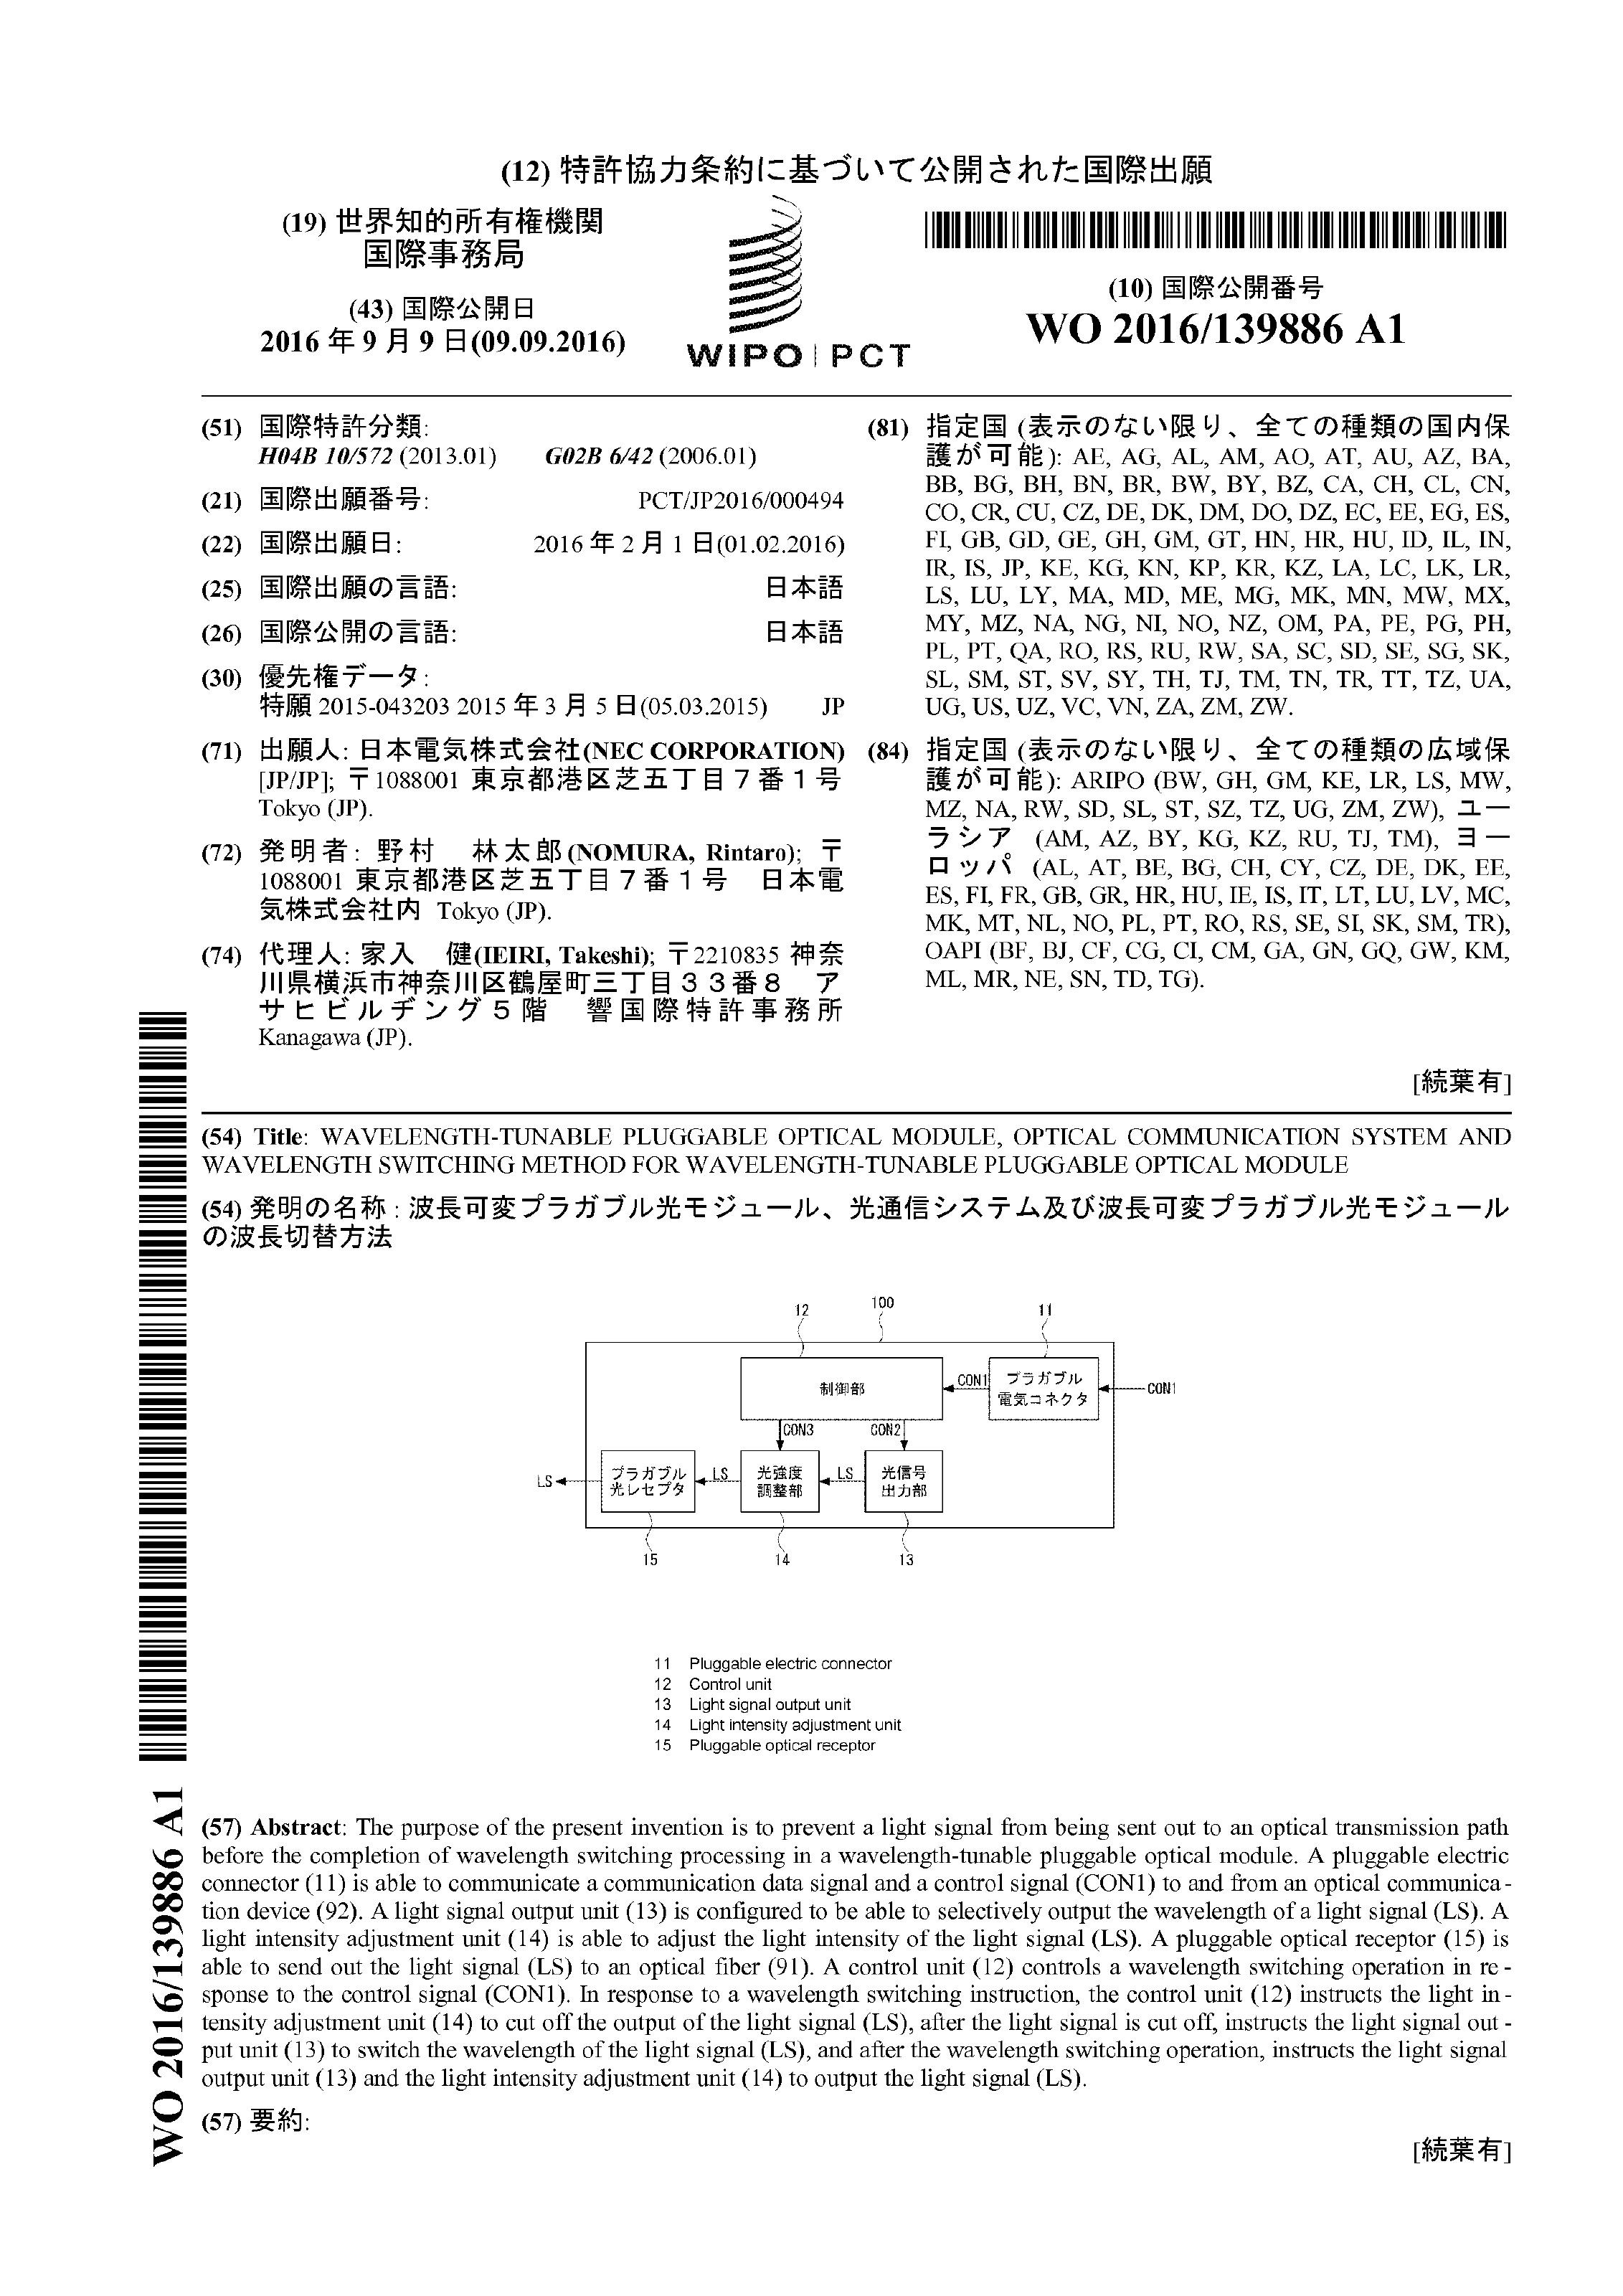 (12) 特許協力条約に基づいて公開された国際出願
(19) 世界知的所有権機関
国際事務局
(43) 国際公開日
2016 年 9 月 9 日(09.09.2016)
WIPO | PCT
(10) 国際公開番号
WO 2016/139886 A1
(51) 国際特許分類:
H04B 10/572 (2013.01) G02B 6/42 (2006.01)
(21) 国際出願番号: PCT/JP2016/000494
(22) 国際出願日: 2016 年 2 月 1 日(01.02.2016)
(25) 国際出願の言語: 日本語
(26) 国際公開の言語: 日本語
(30) 優先権データ:
特願 2015-043203 2015 年 3 月 5 日(05.03.2015) JP
(71) 出願人: 日本電気株式会社(NEC CORPORATION)
[JP/JP]; 〒1088001 東京都港区芝五丁目7番1号
Tokyo (JP).
(72) 発明者: 野村 林太郎(NOMURA, Rintaro); 〒
1088001 東京都港区芝五丁目7番1号 日本電
気株式会社内 Tokyo (JP).
(74) 代理人: 家入 健(IEIRI, Takeshi); 〒2210835 神奈
川県横浜市神奈川区鶴屋町三丁目33番8 ア
サヒビルヂング5階 響国際特許事務所
Kanagawa (JP).
(81) 指定国 (表示のない限り、全ての種類の国内保
護が可能): AE, AG, AL, AM, AO, AT, AU, AZ, BA,
BB, BG, BH, BN, BR, BW, BY, BZ, CA, CH, CL, CN,
CO, CR, CU, CZ, DE, DK, DM, DO, DZ, EC, EE, EG, ES,
FI, GB, GD, GE, GH, GM, GT, HN, HR, HU, ID, IL, IN,
IR, IS, JP, KE, KG, KN, KP, KR, KZ, LA, LC, LK, LR,
LS, LU, LY, MA, MD, ME, MG, MK, MN, MW, MX,
MY, MZ, NA, NG, NI, NO, NZ, OM, PA, PE, PG, PH,
PL, PT, QA, RO, RS, RU, RW, SA, SC, SD, SE, SG, SK,
SL, SM, ST, SV, SY, TH, TJ, TM, TN, TR, TT, TZ, UA,
UG, US, UZ, VC, VN, ZA, ZM, ZW.
(84) 指定国 (表示のない限り、全ての種類の広域保
護が可能): ARIPO (BW, GH, GM, KE, LR, LS, MW,
MZ, NA, RW, SD, SL, ST, SZ, TZ, UG, ZM, ZW), ユー
ラシア (AM, AZ, BY, KG, KZ, RU, TJ, TM), ヨー
ロッパ (AL, AT, BE, BG, CH, CY, CZ, DE, DK, EE,
ES, FI, FR, GB, GR, HR, HU, IE, IS, IT, LT, LU, LV, MC,
MK, MT, NL, NO, PL, PT, RO, RS, SE, SI, SK, SM, TR),
OAPI (BF, BJ, CF, CG, CI, CM, GA, GN, GQ, GW, KM,
ML, MR, NE, SN, TD, TG).
[続葉有]
(54) Title: WAVELENGTH-TUNABLE PLUGGABLE OPTICAL MODULE, OPTICAL COMMUNICATION SYSTEM AND
WAVELENGTH SWITCHING METHOD FOR WAVELENGTH-TUNABLE PLUGGABLE OPTICAL MODULE
(54) 発明の名称 : 波長可変プラガブル光モジュール、光通信システム及び波長可変プラガブル光モジュール
の波長切替方法
12 100 11
制御部
CON1
プラガブル
電気コネクタ
CON1
CON3 CON2
LS
プラガブル
光レセプタ
LS
光強度
調整部
LS
光信号
出力部
15 14 13
11 Pluggable electric connector
12 Control unit
13 Light signal output unit
14 Light intensity adjustment unit
15 Pluggable optical receptor
(57) Abstract: The purpose of the present invention is to prevent a light signal from being sent out to an optical transmission path
before the completion of wavelength switching processing in a wavelength-tunable pluggable optical module. A pluggable electric
connector (11) is able to communicate a communication data signal and a control signal (CON1) to and from an optical communica-
tion device (92). A light signal output unit (13) is configured to be able to selectively output the wavelength of a light signal (LS). A
light intensity adjustment unit (14) is able to adjust the light intensity of the light signal (LS). A pluggable optical receptor (15) is
able to send out the light signal (LS) to an optical fiber (91). A control unit (12) controls a wavelength switching operation in re-
sponse to the control signal (CON1). In response to a wavelength switching instruction, the control unit (12) instructs the light in-
tensity adjustment unit (14) to cut off the output of the light signal (LS), after the light signal is cut off, instructs the light signal out-
put unit (13) to switch the wavelength of the light signal (LS), and after the wavelength switching operation, instructs the light signal
output unit (13) and the light intensity adjustment unit (14) to output the light signal (LS).
(57) 要約:
[続葉有]
WO 2016/139886 A1